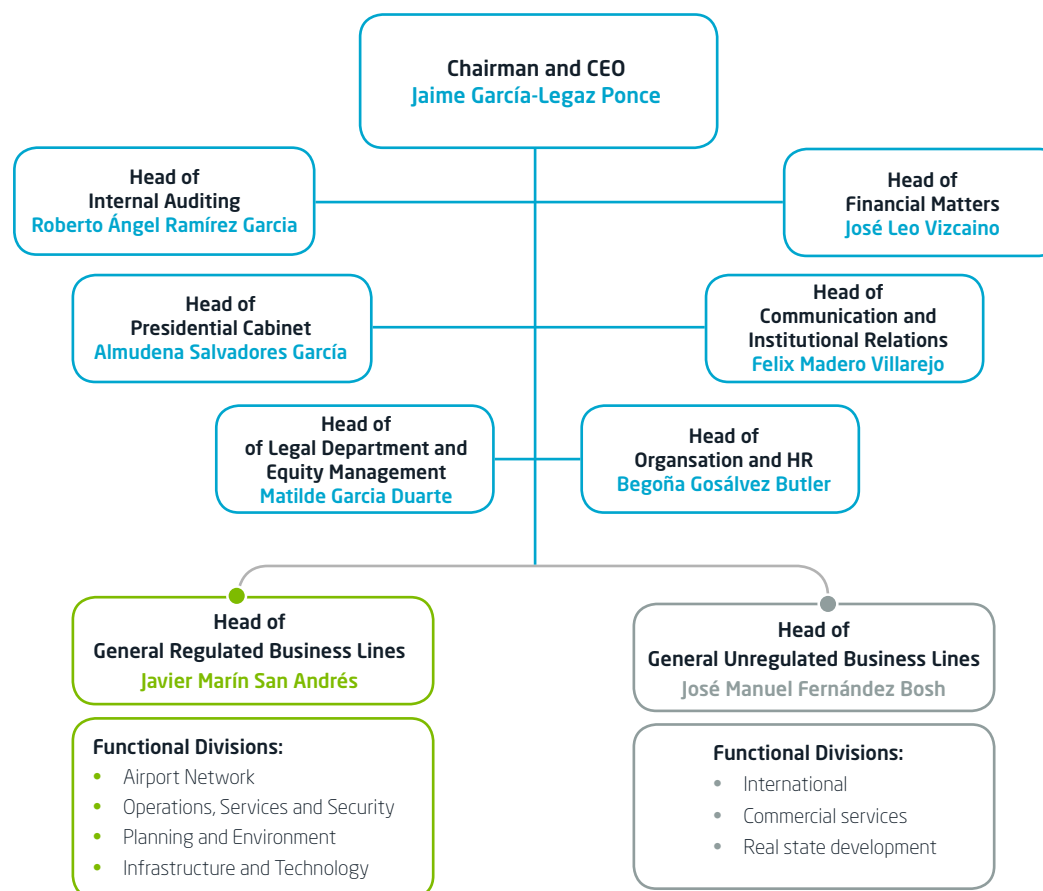 Chairman and CEO
Jaime García-Legaz Ponce
Head of
Internal Auditing
Roberto Ángel Ramírez Garcia
Head of
Financial Matters
José Leo Vizcaino
Head of
Presidential Cabinet
Almudena Salvadores García
Head of
Communication and
Institutional Relations
Felix Madero Villarejo
Head of
of Legal Department and
Equity Management
Matilde Garcia Duarte
Head of
Organsation and HR
Begoña Gosálvez Butler
Head of
General Regulated Business Lines
Javier Marín San Andrés
Functional Divisions:
• Airport Network
• Operations, Services and Security
• Planning and Environment
• Infrastructure and Technology
Head of
General Unregulated Business Lines
José Manuel Fernández Bosh
Functional Divisions:
• International
• Commercial services
• Real state development